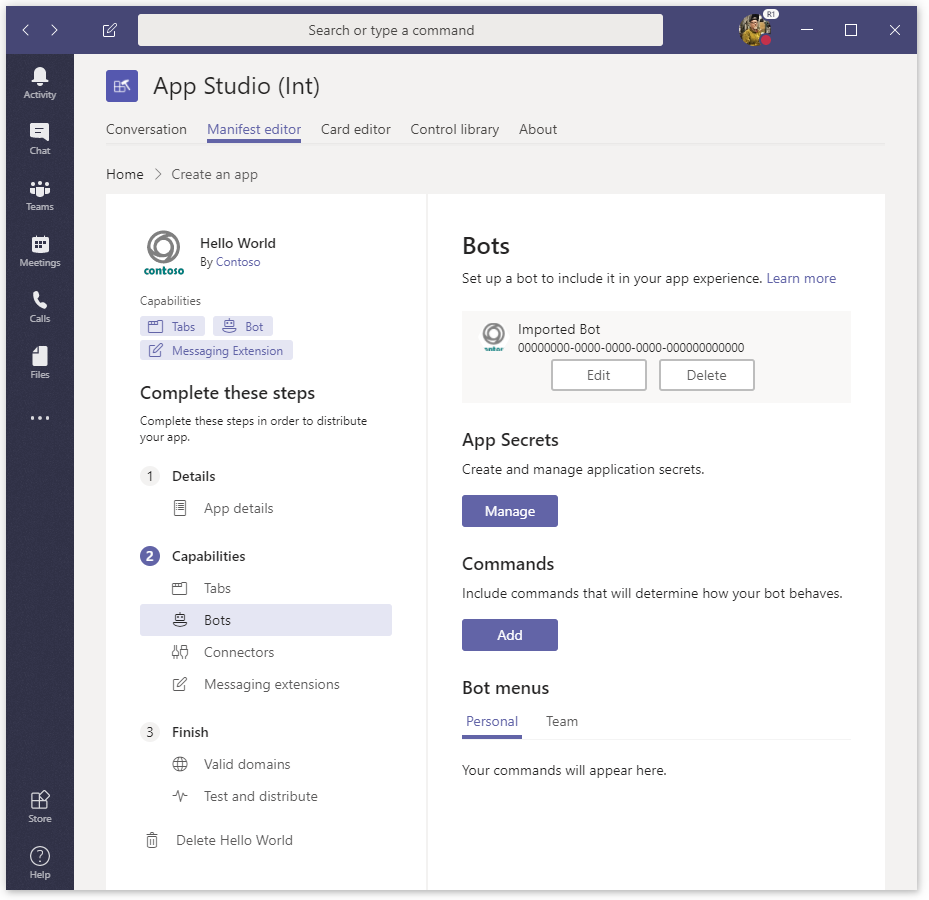 Search or type a command
R1
Activity
Chat
Teams
Meetings
Calls
Files
Store
Help
App Studio (Int)
Conversation Manifest editor Card editor Control library About
Home > Create an app
contoso
Hello World
By Contoso
Capabilities
Tabs Bot
Messaging Extension
Complete these steps
Complete these steps in order to distribute
your app.
1 Details
App details
2 Capabilities
Tabs
Bots
Connectors
Messaging extensions
3 Finish
Valid domains
Test and distribute
Delete Hello World
Bots
Set up a bot to include it in your app experience. Learn more
Imported Bot
00000000-0000-0000-0000-000000000000
Edit Delete
App Secrets
Create and manage application secrets.
Manage
Commands
Include commands that will determine how your bot behaves.
Add
Bot menus
Personal Team
Your commands will appear here.